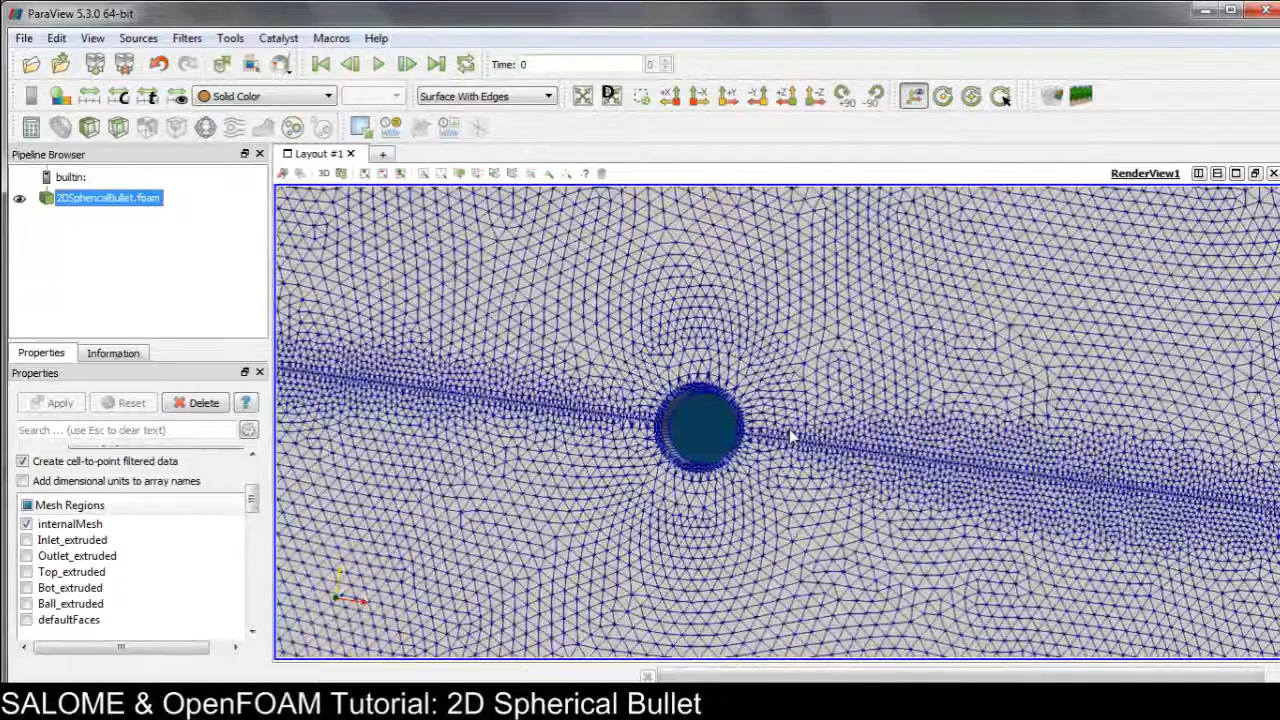 ParaView 5.3.0 64-bit
File Edit View Sources Filters Tools Catalyst Macros Help
Time: 0 0
Solid Color Surface With Edges +X -X +Y -Y +Z -Z +90 -90
Pipeline Browser
Layout #1
builtin:
3D RenderView1
2DSphericalBullet.foam
Properties Information
Properties
Apply Reset Delete ?
Search ... (use Esc to clear text)
Create cell-to-point filtered data
Add dimensional units to array names
Mesh Regions
internalMesh
Inlet_extruded
Outlet_extruded
Top_extruded
Bot_extruded
Ball_extruded
defaultFaces
SALOME & OpenFOAM Tutorial: 2D Spherical Bullet